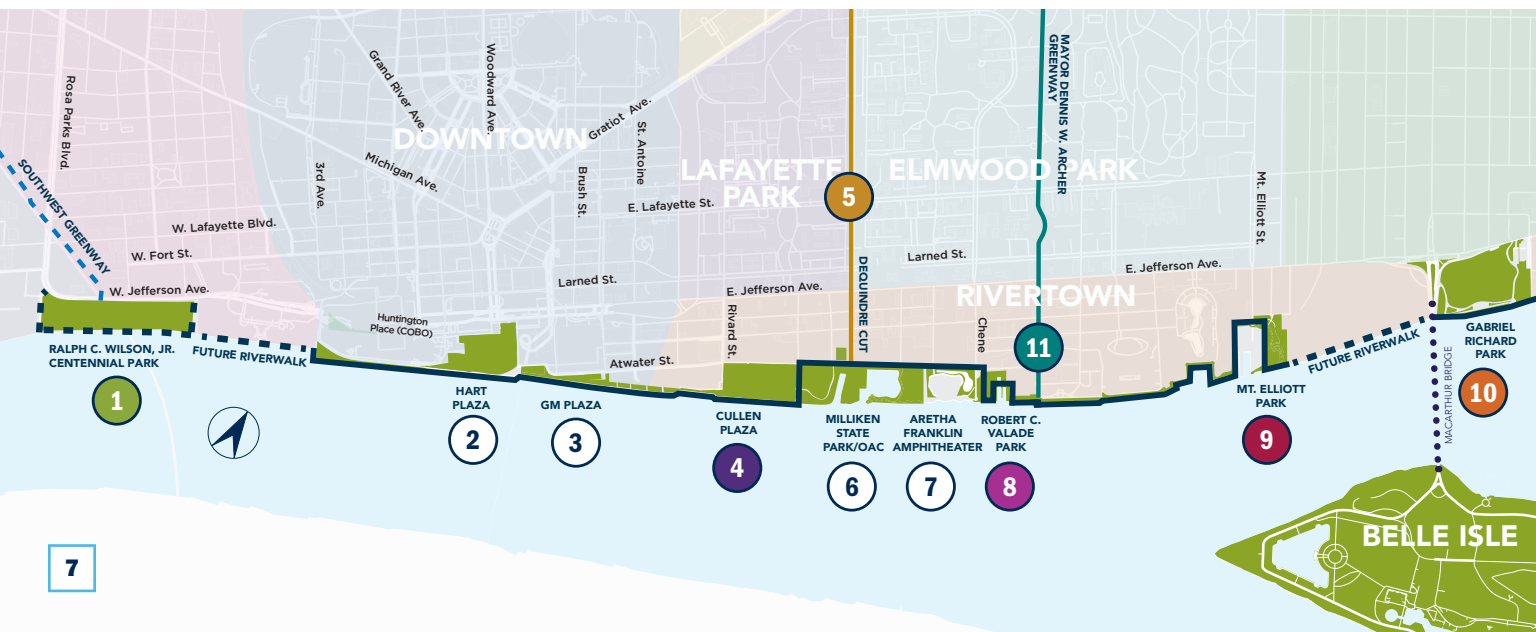 Rosa Parks Blvd.
SOUTHWEST GREENWAY
W. Lafayette Blvd.
W. Fort St.
W. Jefferson Ave.
3rd Ave.
Grand River Ave.
Woodward Ave.
DOWNTOWN
Michigan Ave.
Gratiot Ave.
St. Antoine
Brush St.
E. Lafayette St.
Larned St.
Huntington
Place (COBO)
Atwater St.
LAFAYETTE
PARK
5
E. Jefferson Ave.
Rivard St.
DEQUINDRE CUT
ELMWOOD PARK
MAYOR DENNIS W. ARCHER
GREENWAY
Larned St.
RIVERTOWN
Chene
11
E. Jefferson Ave.
Mt. Elliott St.
RALPH C. WILSON, JR.
CENTENNIAL PARK
1
FUTURE RIVERWALK
HART
PLAZA
2
GM PLAZA
3
CULLEN
PLAZA
4
MILLIKEN
STATE
PARK/OAC
6
ARETHA
FRANKLIN
AMPHITHEATER
7
ROBERT C.
VALADE
PARK
8
MT. ELLIOTT
PARK
9
FUTURE RIVERWALK
MACARTHUR BRIDGE
GABRIEL
RICHARD
PARK
10
BELLE ISLE
7